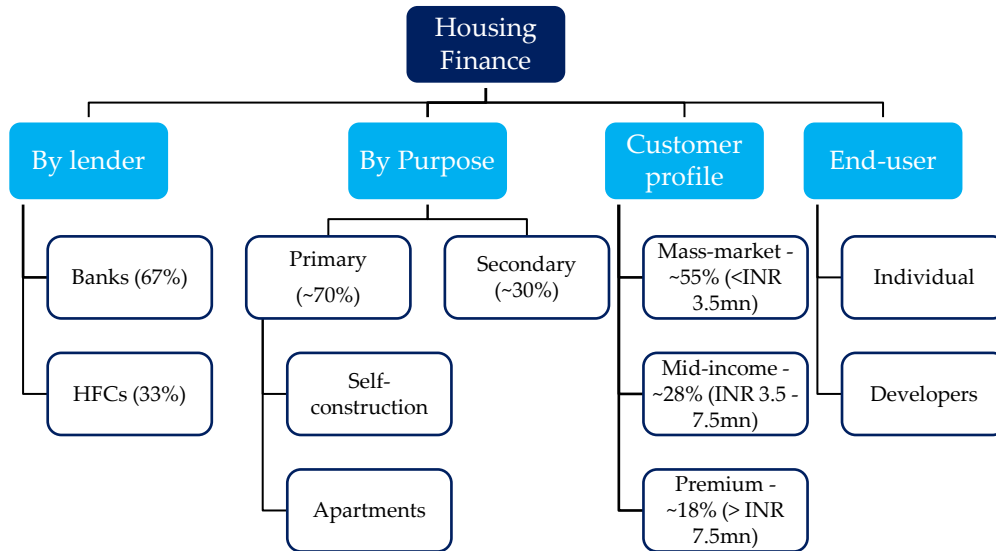 Housing
Finance
By lender
By Purpose
Customer
profile
End-user
Banks (67%)
HFCs (33%)
Primary
(~70%)
Secondary
(~30%)
Self-
construction
Apartments
Mass-market -
~55% (<INR
3.5mn)
Mid-income -
~28% (INR 3.5 -
7.5mn)
Premium -
~18% (> INR
7.5mn)
Individual
Developers